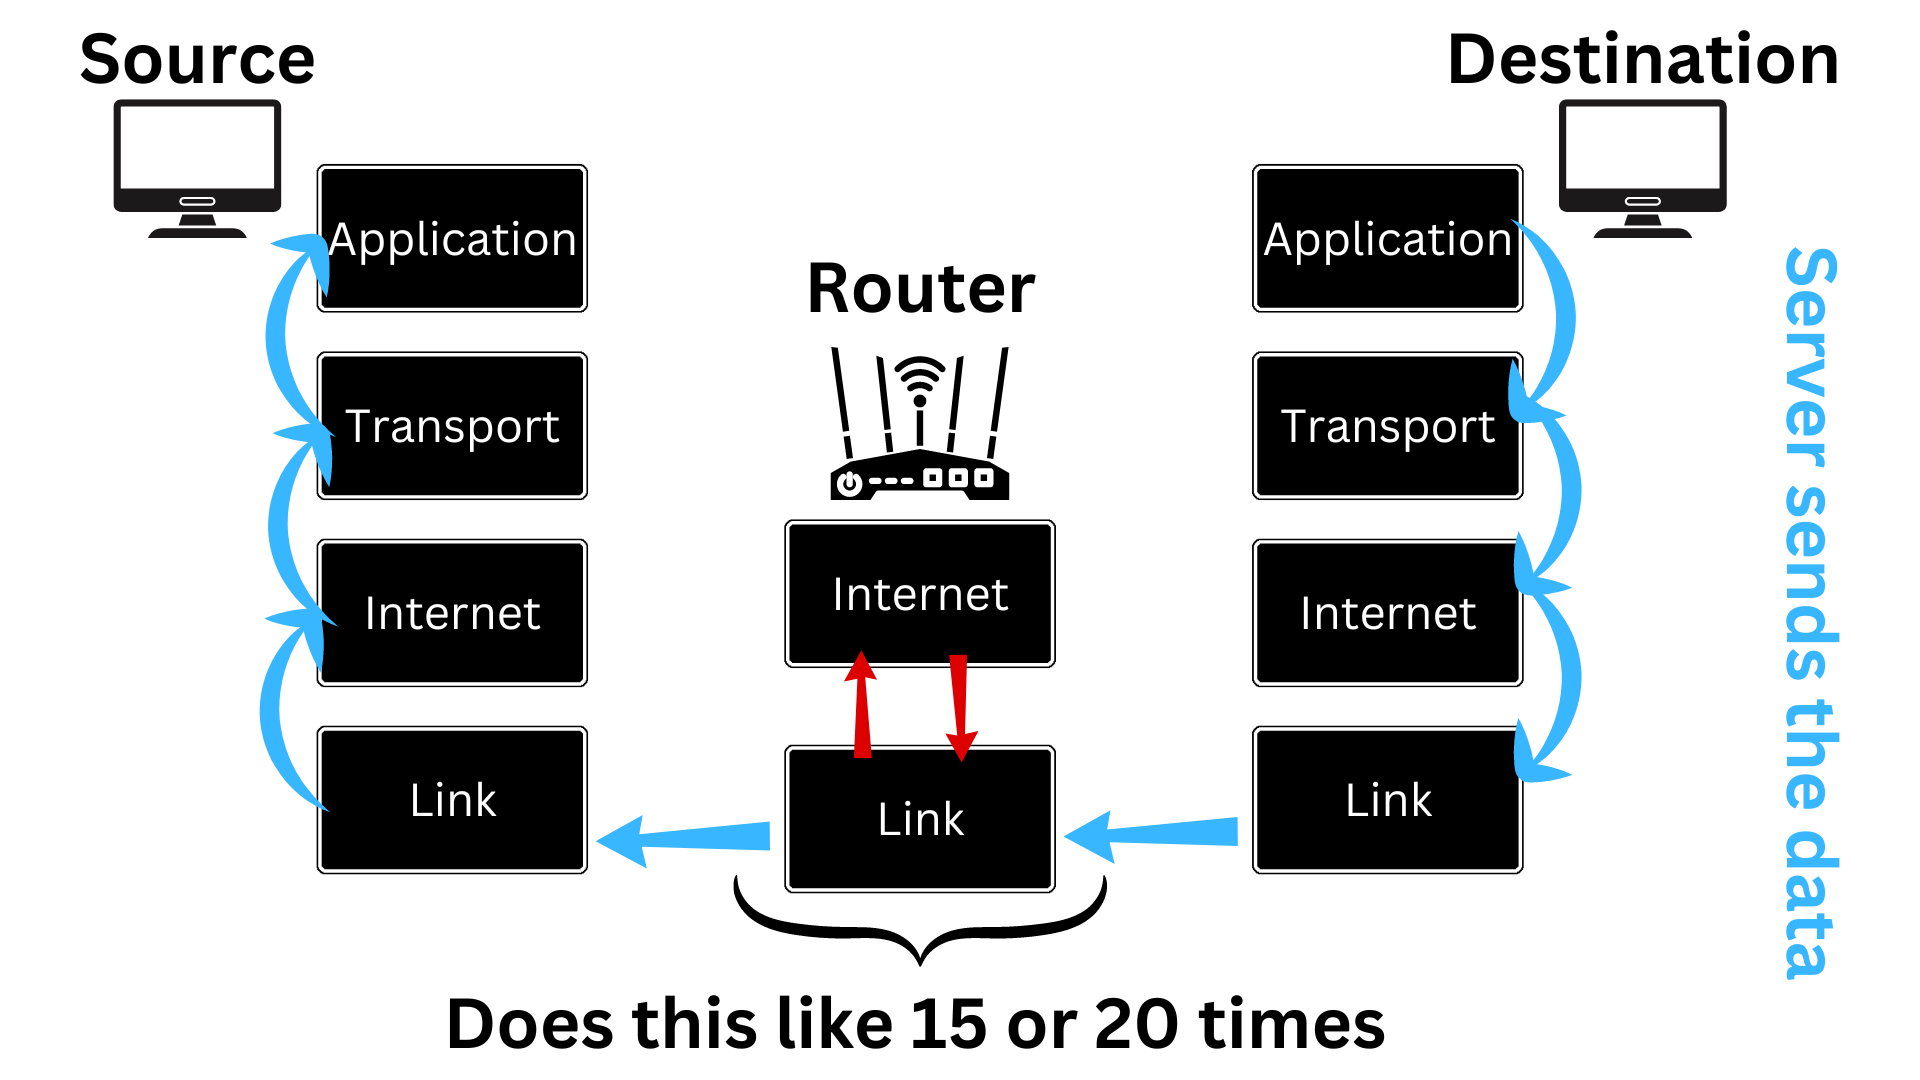 Source
Destination
Application
Transport
Internet
Link
Router
Internet
Link
Application
Transport
Internet
Link
Server sends the data
Does this like 15 or 20 times